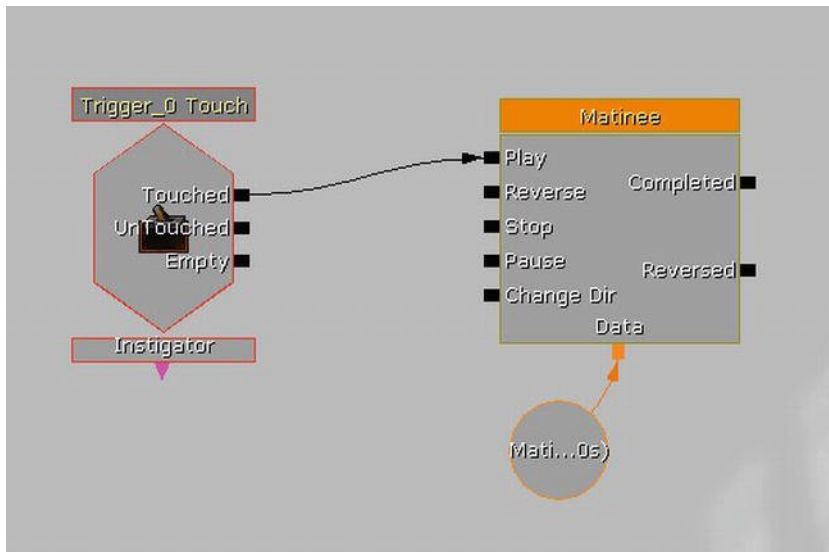 Trigger_0 Touch
Touched
UnTouched
Empty
Instigator
Matinee
Play
Reverse
Stop
Pause
Change Dir
Completed
Reversed
Data
Mati...0s)